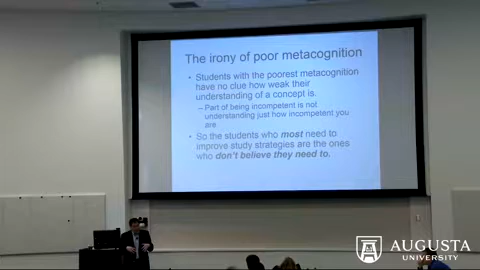 The irony of poor metacognition
• Students with the poorest metacognition
have no clue how weak their
understanding of a concept is.
– Part of being incompetent is not
understanding just how incompetent you
are
• So the students who most need to
improve study strategies are the ones
who don't believe they need to.
AUGUSTA
UNIVERSITY